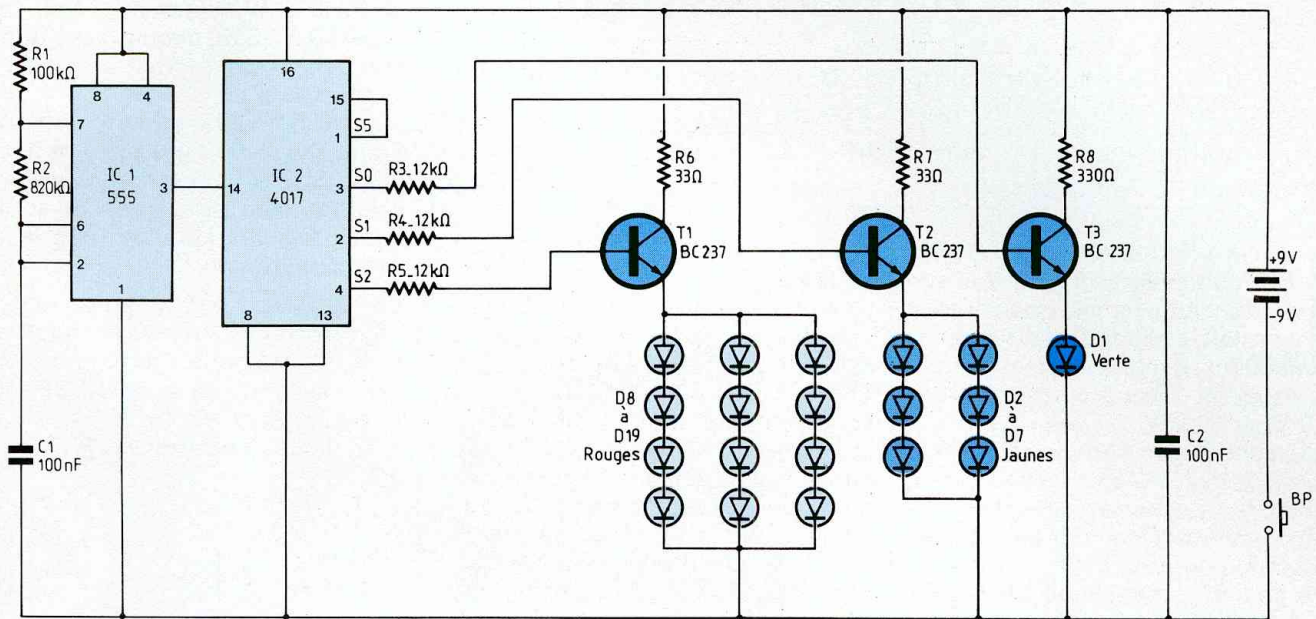 R1
100kΩ
8
4
7
R2
820kΩ
IC 1
555
3
6
2
1
C1
100nF
16
15
S5
1
IC 2
4017
14
S0
3
R3_12kΩ
S1
2
R4_12kΩ
S2
4
R5_12kΩ
8
13
R6
33Ω
T1
BC 237
R7
33Ω
T2
BC 237
R8
330Ω
T3
BC 237
D8
à
D19
Rouges
D2
à
D7
Jaunes
D1
Verte
C2
100nF
+9V
-9V
BP